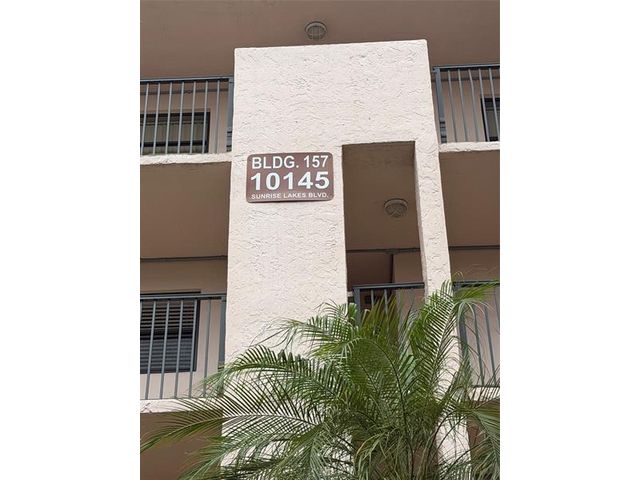 BLDG. 157
10145
SUNRISE LAKES BLVD.